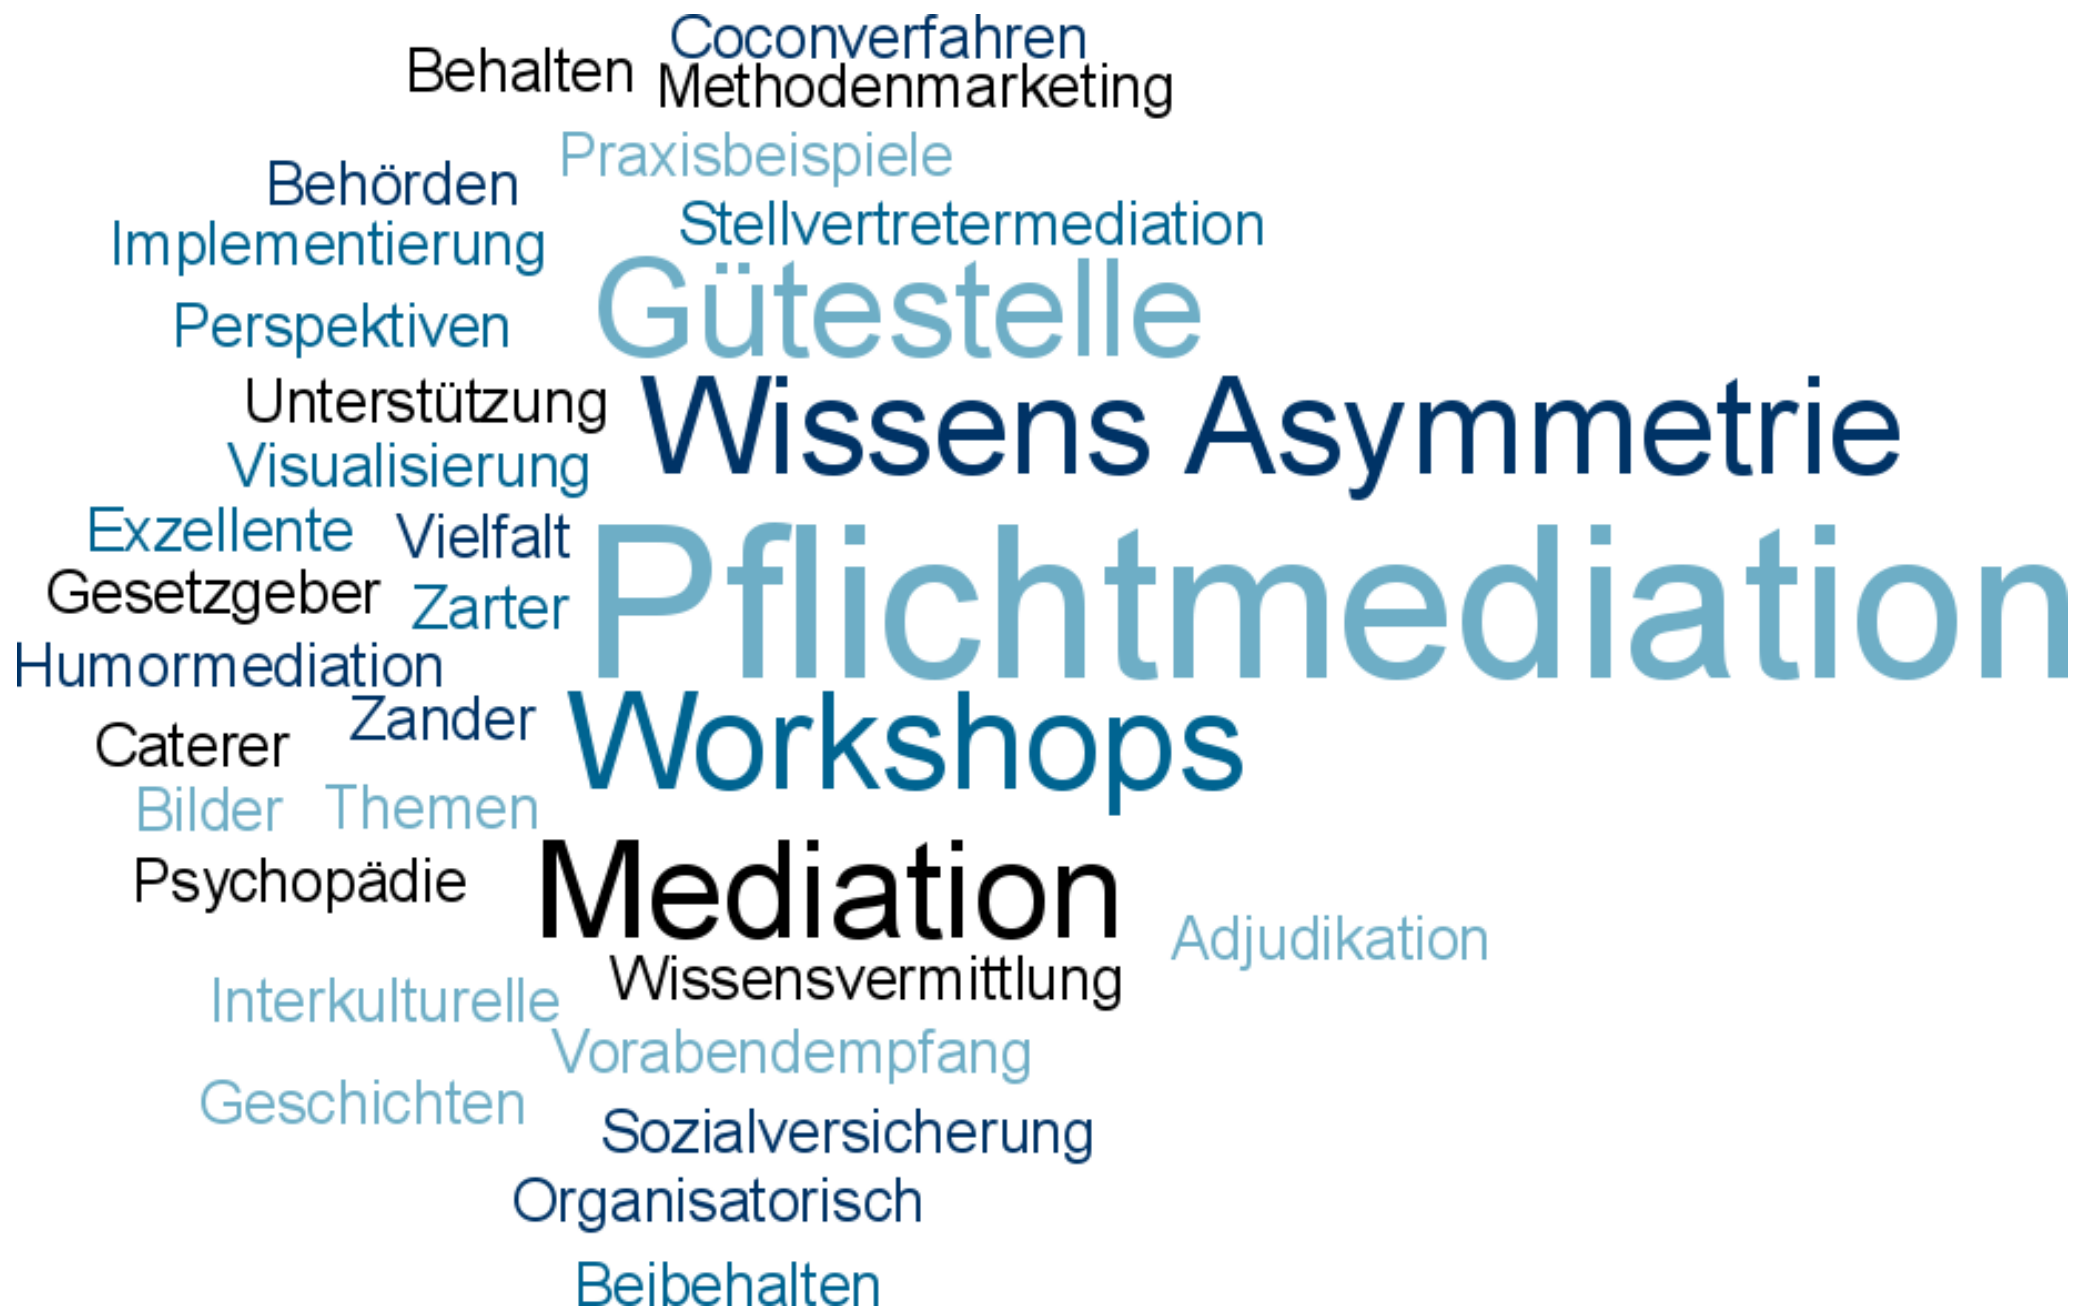 Coconverfahren
Behalten
Methodenmarketing
Praxisbeispiele
Behörden
Stellvertretermediation
Implementierung
Gütestelle
Perspektiven
Unterstützung
Wissens Asymmetrie
Visualisierung
Exzellente
Vielfalt
Pflichtmediation
Gesetzgeber
Zarter
Humormediation
Zander
Workshops
Caterer
Bilder
Themen
Psychopädie
Mediation
Adjudikation
Wissensvermittlung
Interkulturelle
Vorabendempfang
Geschichten
Sozialversicherung
Organisatorisch
Beibehalten